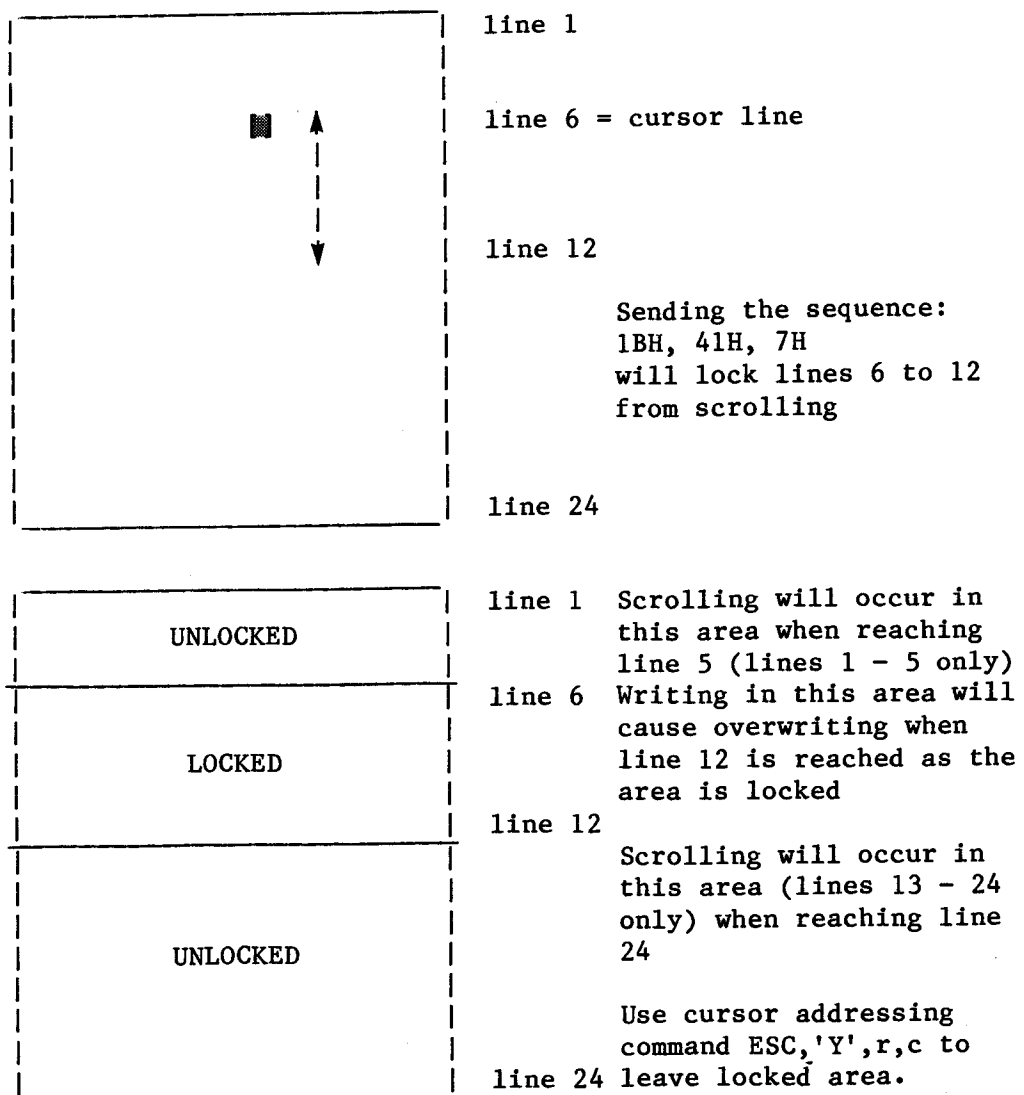 line 1
line 6 = cursor line
line 12
Sending the sequence:
1BH, 41H, 7H
will lock lines 6 to 12
from scrolling
line 24
line 1 Scrolling will occur in
UNLOCKED this area when reaching
line 5 (lines 1 - 5 only)
line 6 Writing in this area will
cause overwriting when
LOCKED line 12 is reached as the
area is locked
line 12
Scrolling will occur in
this area (lines 13 - 24
only) when reaching line
UNLOCKED 24
Use cursor addressing
command ESC,'Y',r,c to
line 24 leave locked area.